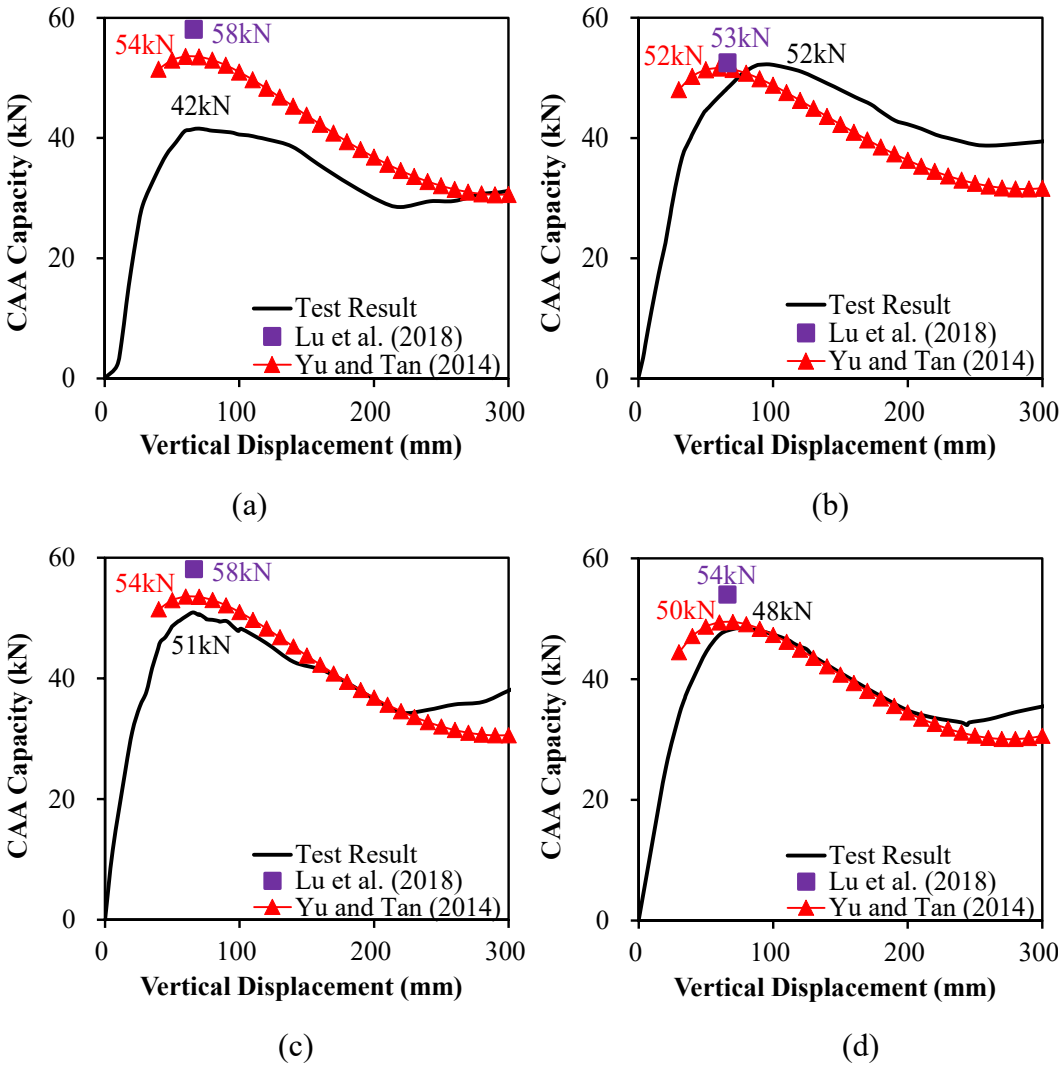 60
40
20
0
CAA Capacity (kN)
54kN
58kN
42kN
Test Result
Lu et al. (2018)
Yu and Tan (2014)
0
100
200
300
Vertical Displacement (mm)
(a)
60
40
20
0
CAA Capacity (kN)
52kN
53kN
52kN
Test Result
Lu et al. (2018)
Yu and Tan (2014)
0
100
200
300
Vertical Displacement (mm)
(b)
60
40
20
0
CAA Capacity (kN)
54kN
58kN
51kN
Test Result
Lu et al. (2018)
Yu and Tan (2014)
0
100
200
300
Vertical Displacement (mm)
(c)
60
40
20
0
CAA Capacity (kN)
54kN
50kN
48kN
Test Result
Lu et al. (2018)
Yu and Tan (2014)
0
100
200
300
Vertical Displacement (mm)
(d)